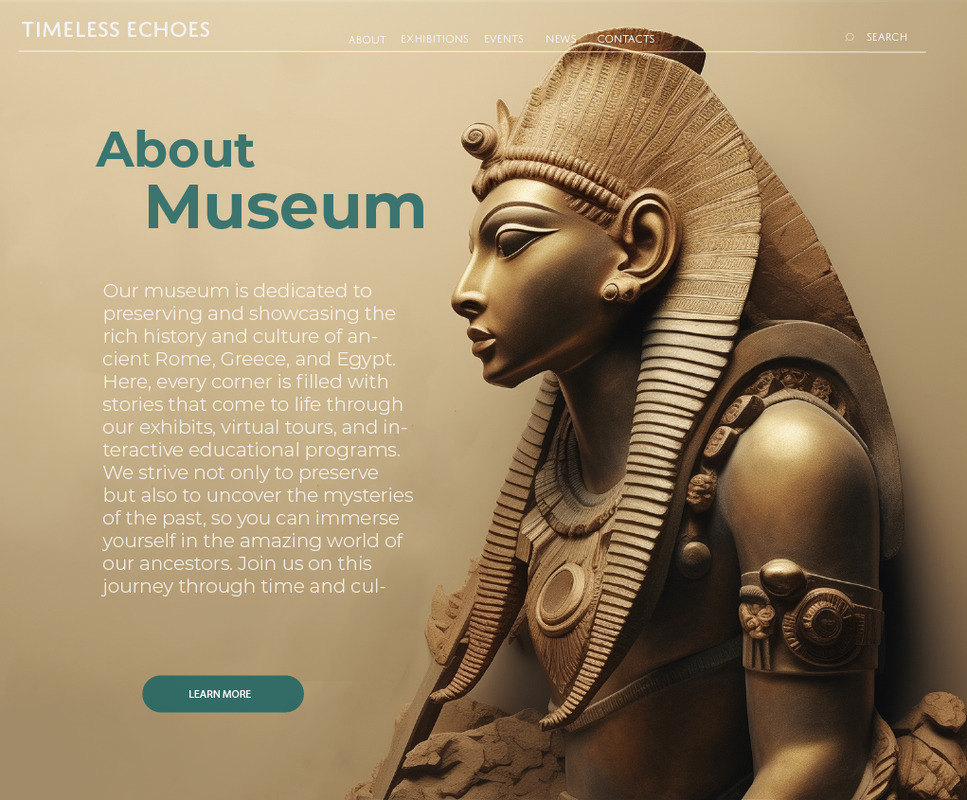 TIMELESS ECHOES
ABOUT EXHIBITIONS EVENTS NEWS CONTACTS SEARCH
About
Museum
Our museum is dedicated to
preserving and showcasing the
rich history and culture of an-
cient Rome, Greece, and Egypt.
Here, every corner is filled with
stories that come to life through
our exhibits, virtual tours, and in-
teractive educational programs.
We strive not only to preserve
but also to uncover the mysteries
of the past, so you can immerse
yourself in the amazing world of
our ancestors. Join us on this
journey through time and cul-
LEARN MORE